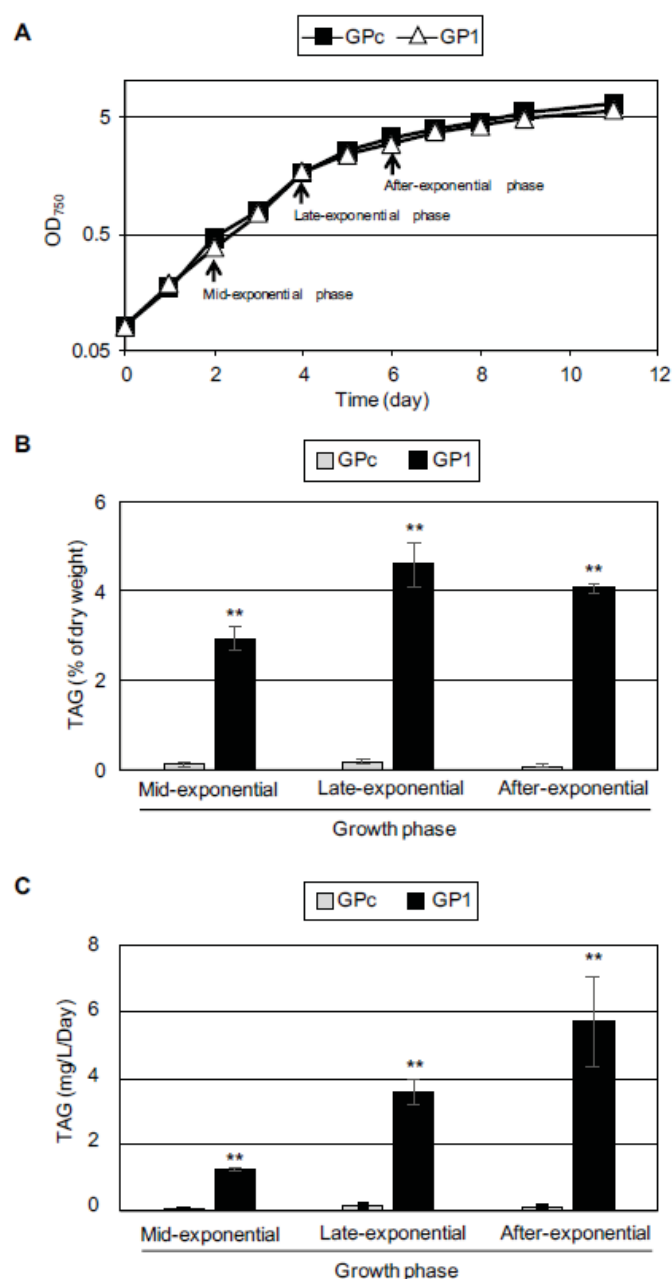 A
GPc GP1
5
0.5
0.05
OD750
After-exponential phase
Late-exponential phase
Mid-exponential phase
0 2 4 6 8 10 12
Time (day)
B
GPc GP1
6
4
2
0
TAG (% of dry weight)
**
**
**
Mid-exponential Late-exponential After-exponential
Growth phase
C
GPc GP1
8
6
4
2
0
TAG (mg/L/Day)
**
**
**
Mid-exponential Late-exponential After-exponential
Growth phase